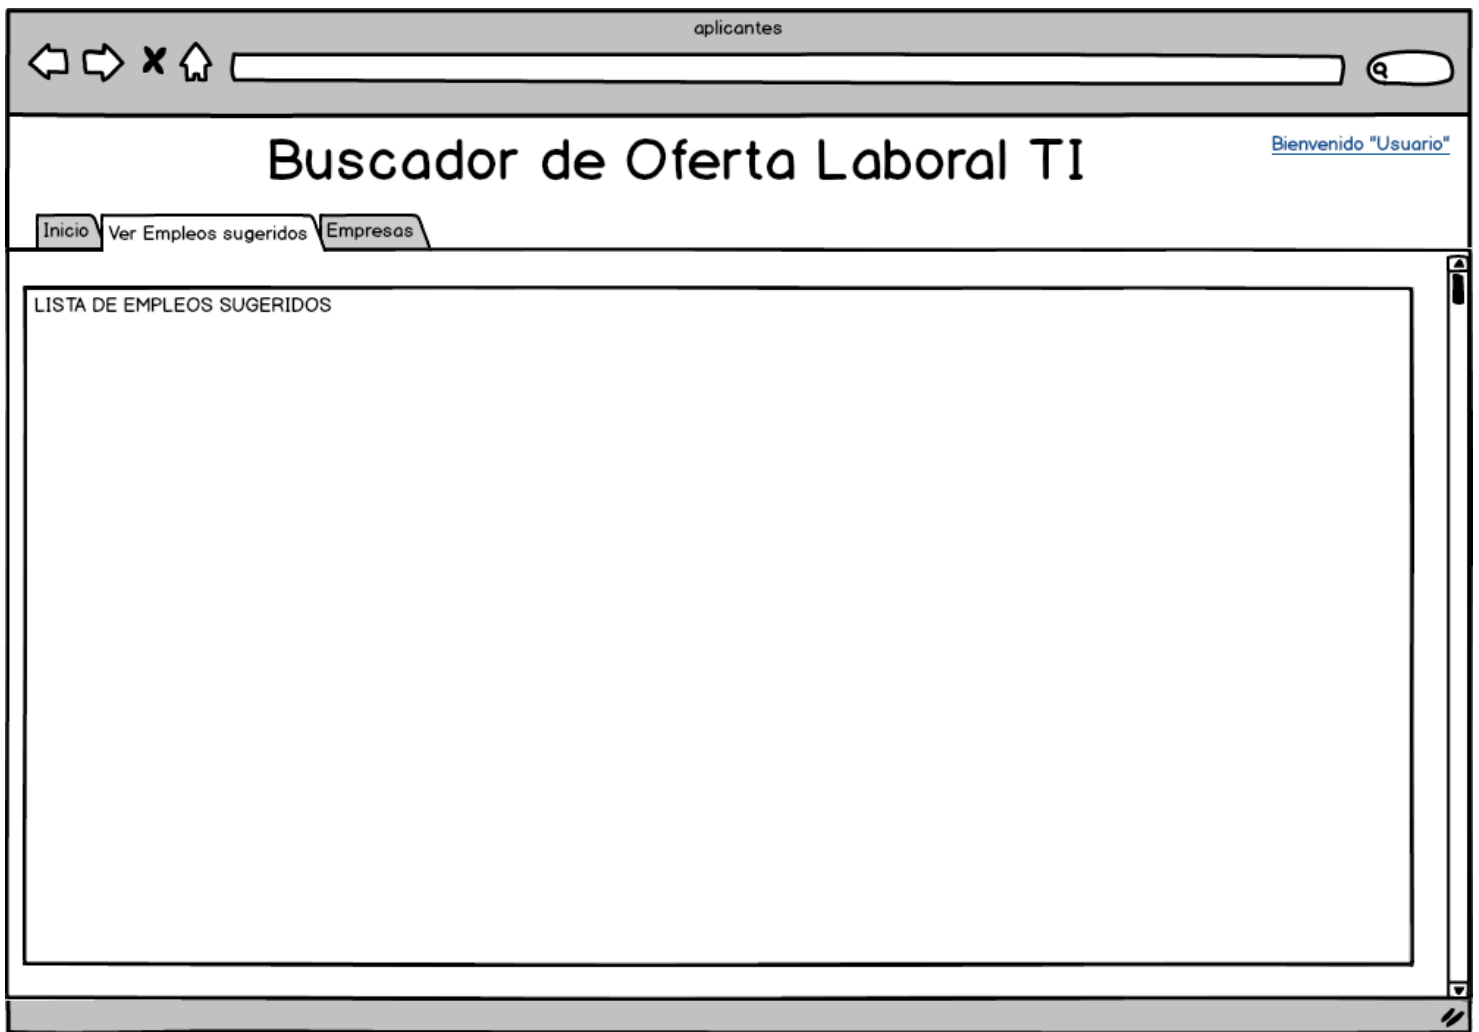 aplicantes
Buscador de Oferta Laboral TI
Bienvenido "Usuario"
Inicio
Ver Empleos sugeridos
Empresas
LISTA DE EMPLEOS SUGERIDOS